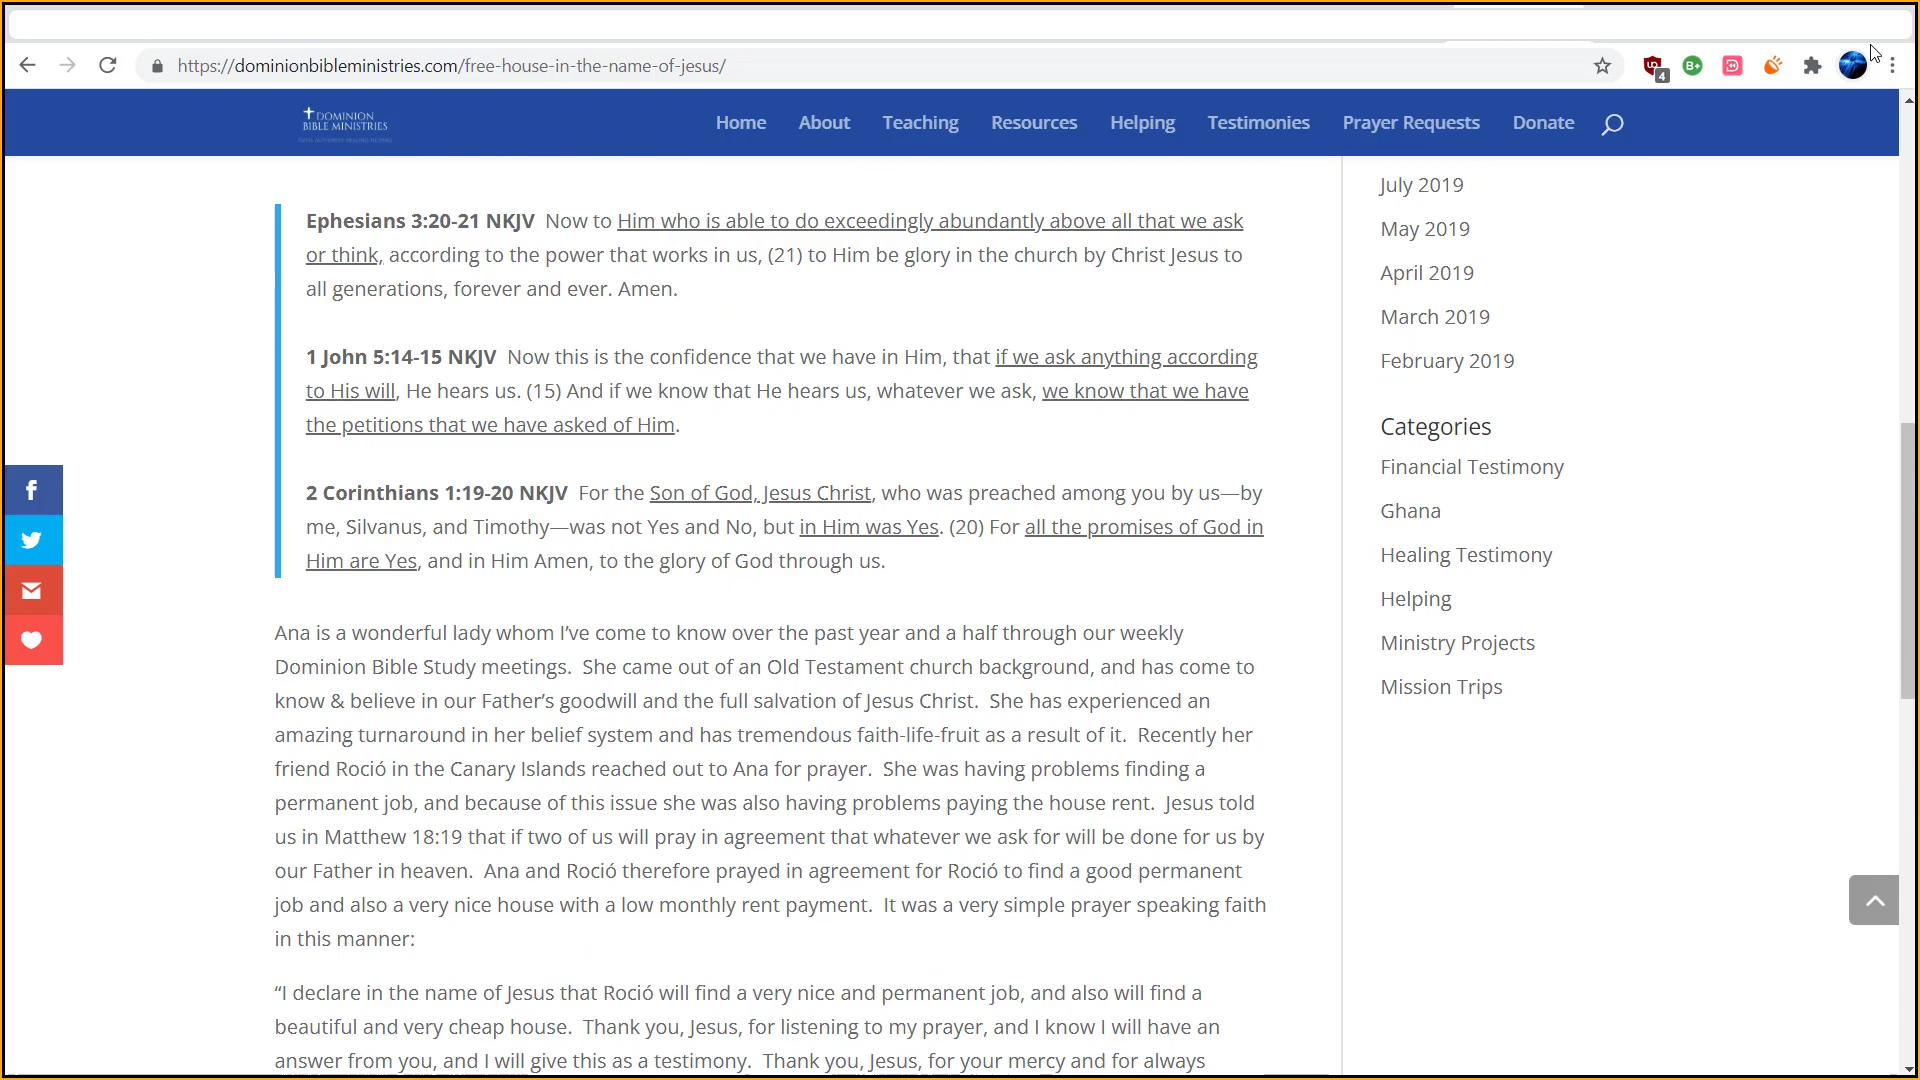 https://dominionbibleministries.com/free-house-in-the-name-of-jesus/
4
DOMINION
BIBLE MINISTRIES
Home
About
Teaching
Resources
Helping
Testimonies
Prayer Requests
Donate
Ephesians 3:20-21 NKJV  Now to Him who is able to do exceedingly abundantly above all that we ask
or think, according to the power that works in us, (21) to Him be glory in the church by Christ Jesus to
all generations, forever and ever. Amen.
1 John 5:14-15 NKJV  Now this is the confidence that we have in Him, that if we ask anything according
to His will, He hears us. (15) And if we know that He hears us, whatever we ask, we know that we have
the petitions that we have asked of Him.
2 Corinthians 1:19-20 NKJV  For the Son of God, Jesus Christ, who was preached among you by us—by
me, Silvanus, and Timothy—was not Yes and No, but in Him was Yes. (20) For all the promises of God in
Him are Yes, and in Him Amen, to the glory of God through us.
Ana is a wonderful lady whom I’ve come to know over the past year and a half through our weekly
Dominion Bible Study meetings.  She came out of an Old Testament church background, and has come to
know & believe in our Father’s goodwill and the full salvation of Jesus Christ.  She has experienced an
amazing turnaround in her belief system and has tremendous faith-life-fruit as a result of it.  Recently her
friend Roció in the Canary Islands reached out to Ana for prayer.  She was having problems finding a
permanent job, and because of this issue she was also having problems paying the house rent.  Jesus told
us in Matthew 18:19 that if two of us will pray in agreement that whatever we ask for will be done for us by
our Father in heaven.  Ana and Roció therefore prayed in agreement for Roció to find a good permanent
job and also a very nice house with a low monthly rent payment.  It was a very simple prayer speaking faith
in this manner:
“I declare in the name of Jesus that Roció will find a very nice and permanent job, and also will find a
beautiful and very cheap house.  Thank you, Jesus, for listening to my prayer, and I know I will have an
answer from you, and I will give this as a testimony.  Thank you, Jesus, for your mercy and for always
July 2019
May 2019
April 2019
March 2019
February 2019
Categories
Financial Testimony
Ghana
Healing Testimony
Helping
Ministry Projects
Mission Trips